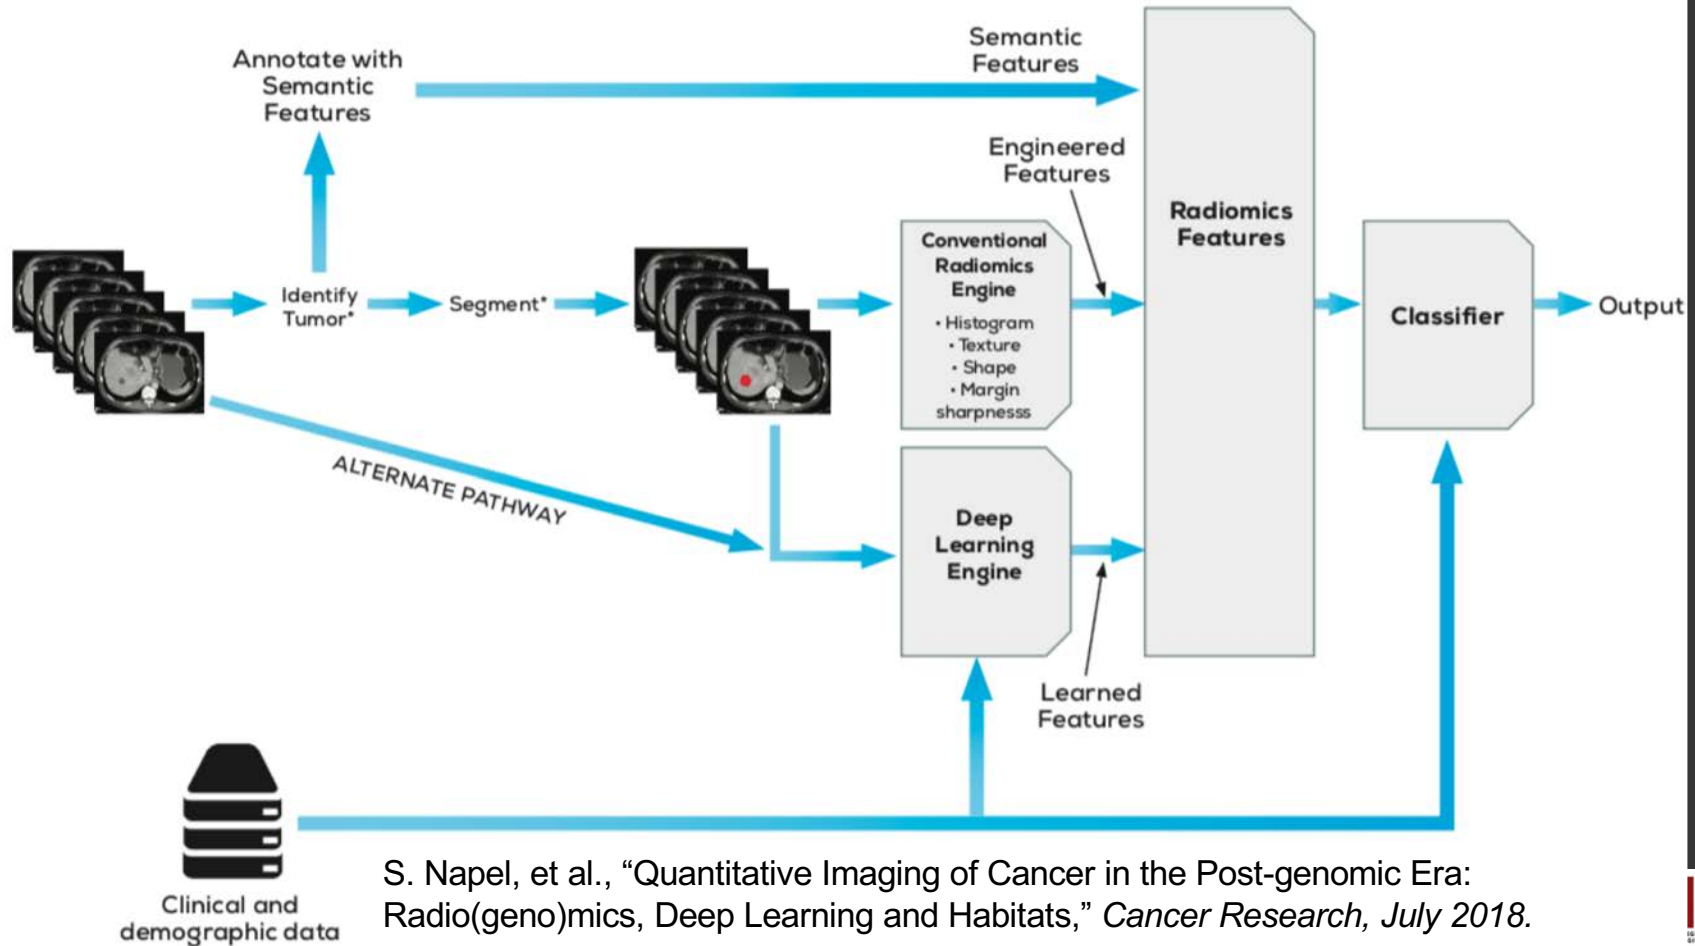 Annotate with
Semantic
Features
Semantic
Features
Engineered
Features
Identify
Tumor*
Segment*
Conventional
Radiomics
Engine
• Histogram
• Texture
• Shape
• Margin
sharpnesss
Radiomics
Features
Classifier
Output
ALTERNATE PATHWAY
Deep
Learning
Engine
Learned
Features
Clinical and
demographic data
S. Napel, et al., “Quantitative Imaging of Cancer in the Post-genomic Era:
Radio(geno)mics, Deep Learning and Habitats,” Cancer Research, July 2018.